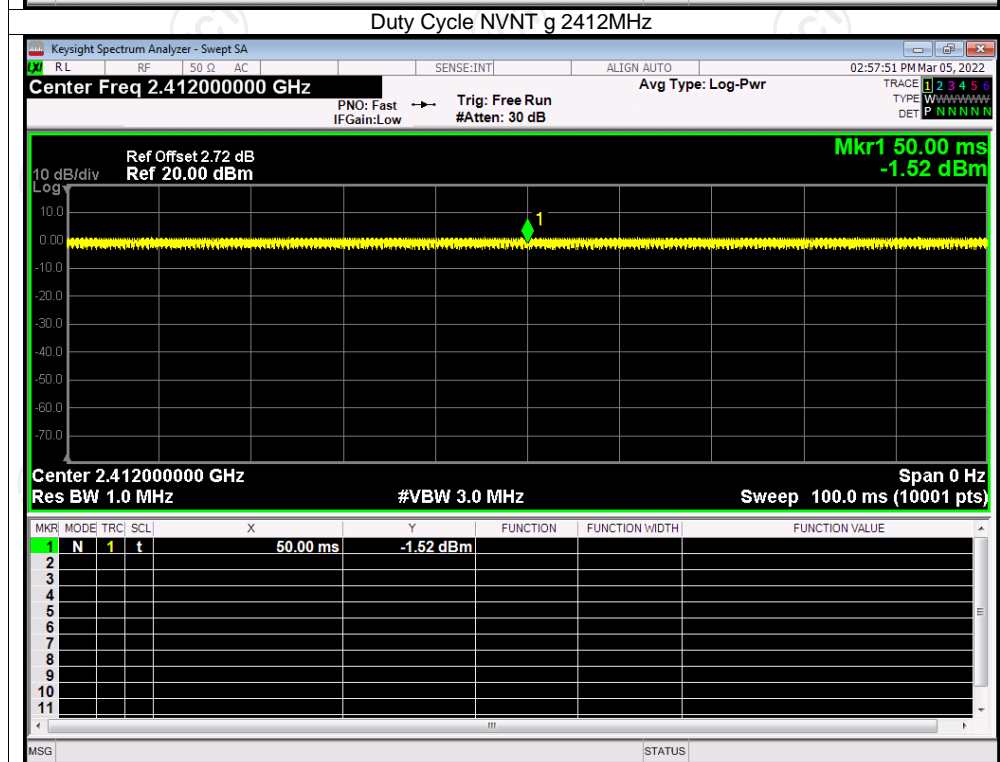 Duty Cycle NVNT g 2412MHz
Keysight Spectrum Analyzer - Swept SA
LXI RL RF 50 Ω AC SENSE:INT ALIGN AUTO 02:57:51 PM Mar 05, 2022
Center Freq 2.412000000 GHz
PNO: Fast Trig: Free Run Avg Type: Log-Pwr TRACE 1 2 3 4 5 6
IFGain:Low #Atten: 30 dB TYPE WWWWWW
DET P N N N N N
Mkr1 50.00 ms
-1.52 dBm
Ref Offset 2.72 dB
10 dB/div Ref 20.00 dBm
Log
10.0
0.00
-10.0
-20.0
-30.0
-40.0
-50.0
-60.0
-70.0
1
Center 2.412000000 GHz Span 0 Hz
Res BW 1.0 MHz #VBW 3.0 MHz Sweep 100.0 ms (10001 pts)
MKR MODE TRC SCL X Y FUNCTION FUNCTION WIDTH FUNCTION VALUE
1 N 1 t 50.00 ms -1.52 dBm
2
3
4
5
6
7
8
9
10
11
MSG STATUS